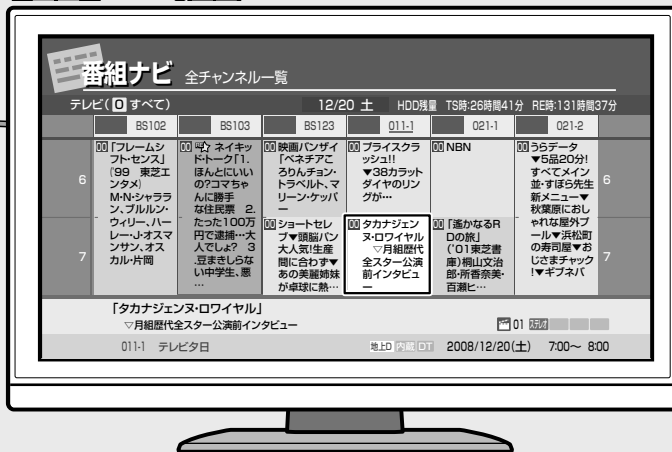 番組ナビ 全チャンネル一覧
テレビ(0 すべて) 12/20 土 HDD残量 TS時:26時間41分 RE時:131時間37分
BS102 BS103 BS123 011-1 021-1 021-2
6
00「フレームシ
フト・センス」
('99 東芝エ
ンタメ)
M・N・シャララ
ン、ブルルン・
ウィリー、ハー
レー・J・オスマ
ンサン、オス
カル・片岡
00 ネイキッ
ド・トーク「1.
ほんとにいい
の?コマちゃ
んに勝手
な住民票 2.
たった100万
円で逮捕…大
人でしょ? 3
.豆まきしらな
い中学生、悪
…
00 映画バンザイ
「ベネチアこ
ろりんチョン・
トラベルト、マ
リーン・ケッパ
ー
00 ショートセレ
ブ▼頭脳パン
大人気!生産
間に合わず▼
あの美麗姉妹
が卓球に熱…
00 プライスクラ
ッシュ!!
▼38カラット
ダイヤのリン
グが…
00 タカナジェン
ヌ・ロワイヤル
▽月組歴代
全スター公演
前インタビュ
ー
00 NBN
00「遙かなるR
Dの旅」
('01東芝書
庫)桐山文治
郎・所香奈美・
百瀬ヒ…
00 うらデータ
▼5品20分!
すべてメイン
並・すぼら先生
新メニュー▼
秋葉原におし
ゃれな屋外プ
ール▼浜松町
の寿司屋▼お
じさまチャック
!▼ギブネバ
6
7
7
「タカナジェンヌ・ロワイヤル」
▽月組歴代全スター公演前インタビュー 01 ステレオ
011-1 テレビタ日 地上D 内蔵 DT 2008/12/20(土) 7:00～ 8:00